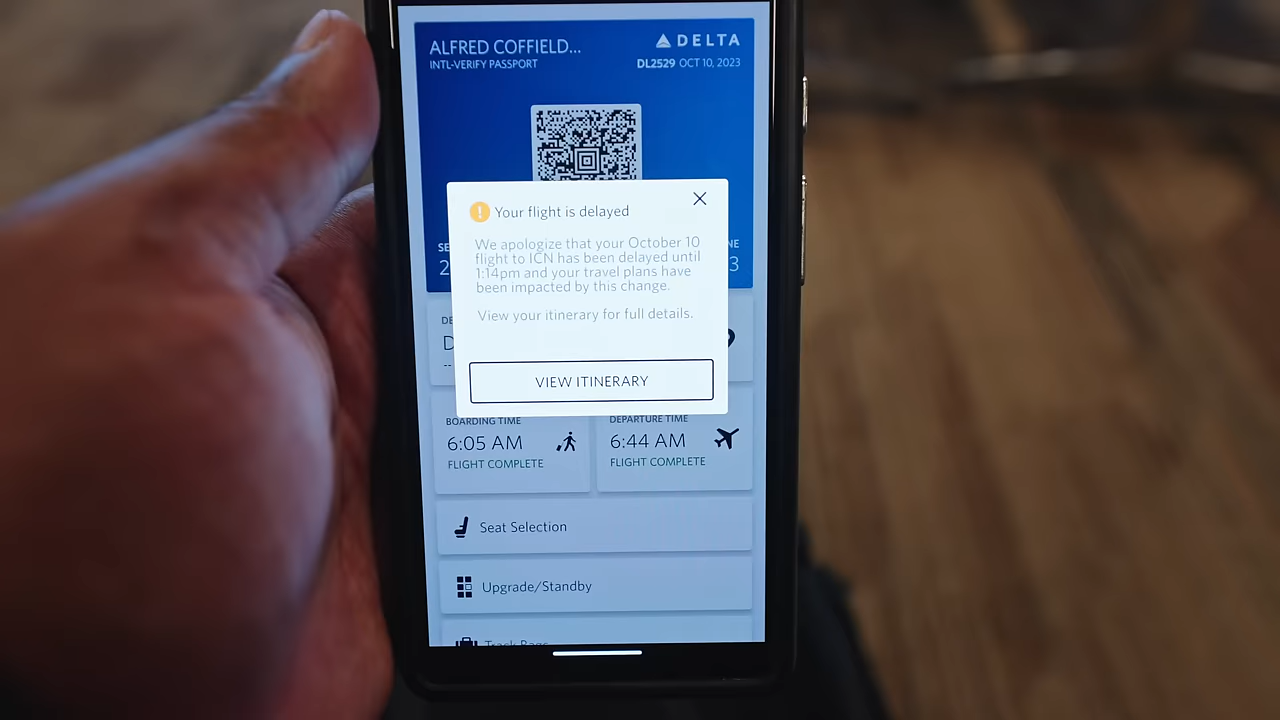 ALFRED COFFIELD...
DELTA
INTL-VERIFY PASSPORT
DL2529 OCT 10, 2023
Your flight is delayed
We apologize that your October 10
flight to ICN has been delayed until
1:14pm and your travel plans have
been impacted by this change.
View your itinerary for full details.
VIEW ITINERARY
BOARDING TIME
6:05 AM
FLIGHT COMPLETE
DEPARTURE TIME
6:44 AM
FLIGHT COMPLETE
Seat Selection
Upgrade/Standby
Track Bags